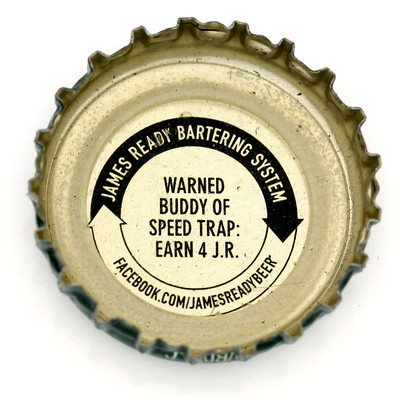 JAMES READY BARTERING SYSTEM
WARNED
BUDDY OF
SPEED TRAP:
EARN 4 J.R.
FACEBOOK.COM/JAMESREADYBEER